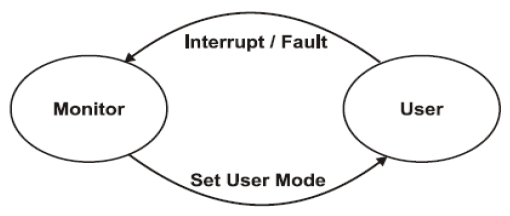 Interrupt / Fault
Monitor
User
Set User Mode